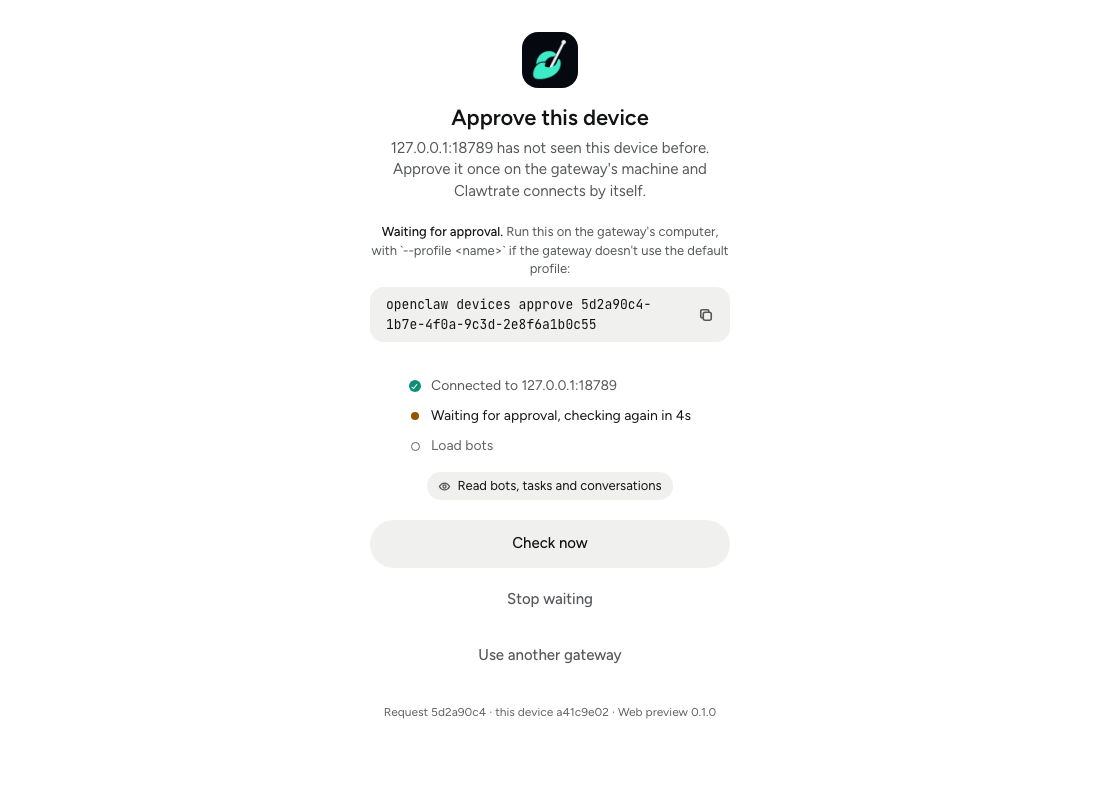 Approve this device
127.0.0.1:18789 has not seen this device before.
Approve it once on the gateway's machine and
Clawtrate connects by itself.
Waiting for approval. Run this on the gateway's computer,
with `--profile <name>` if the gateway doesn't use the default
profile:
openclaw devices approve 5d2a90c4-
1b7e-4f0a-9c3d-2e8f6a1b0c55
Connected to 127.0.0.1:18789
Waiting for approval, checking again in 4s
Load bots
Read bots, tasks and conversations
Check now
Stop waiting
Use another gateway
Request 5d2a90c4 · this device a41c9e02 · Web preview 0.1.0